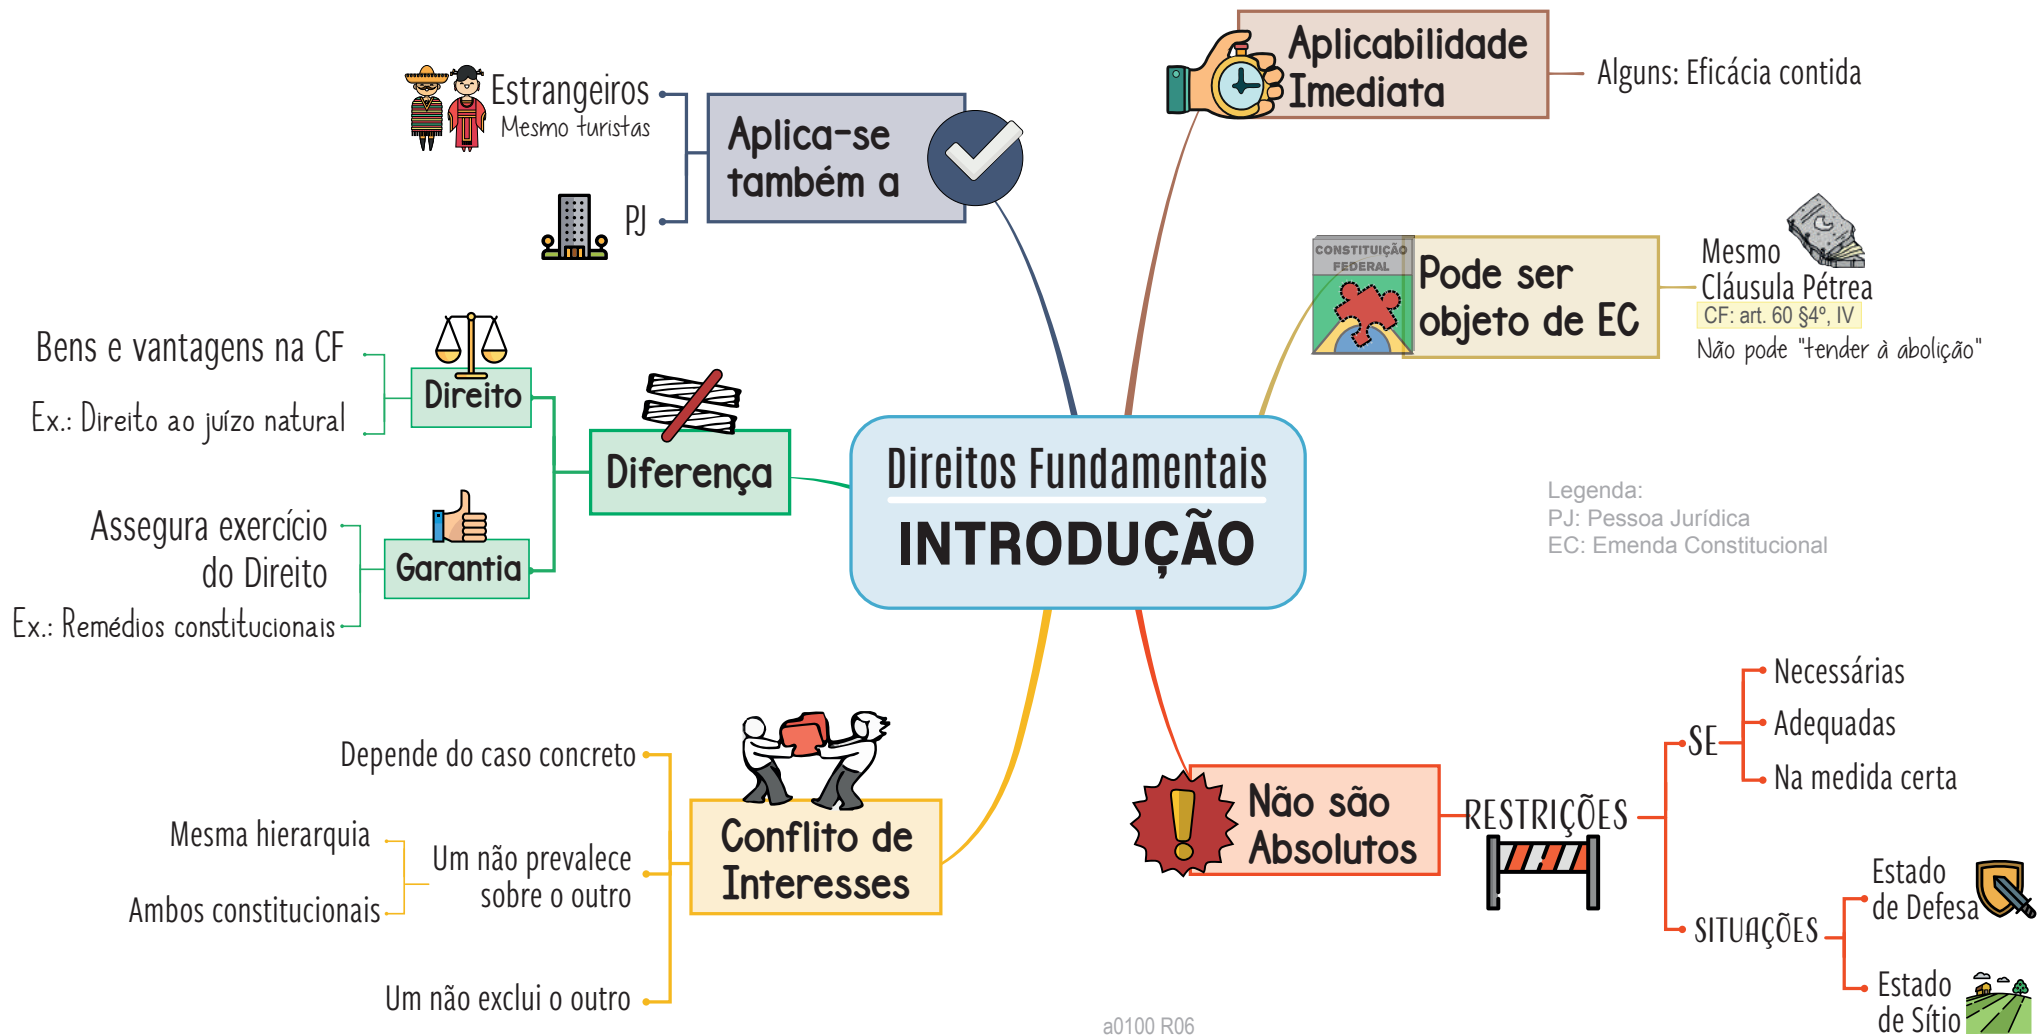 Direitos Fundamentais
INTRODUÇÃO
Aplicabilidade
Imediata
Alguns: Eficácia contida
CONSTITUIÇÃO
FEDERAL
Pode ser
objeto de EC
Mesmo
Cláusula Pétrea
CF: art. 60 §4º, IV
Não pode "tender à abolição"
Legenda:
PJ: Pessoa Jurídica
EC: Emenda Constitucional
Não são
Absolutos
RESTRIÇÕES
SE
Necessárias
Adequadas
Na medida certa
SITUAÇÕES
Estado
de Defesa
Estado
de Sítio
Conflito de
Interesses
Depende do caso concreto
Um não prevalece
sobre o outro
Mesma hierarquia
Ambos constitucionais
Um não exclui o outro
Diferença
Direito
Bens e vantagens na CF
Ex.: Direito ao juízo natural
Garantia
Assegura exercício
do Direito
Ex.: Remédios constitucionais
Aplica-se
também a
Estrangeiros
Mesmo turistas
PJ
a0100 R06